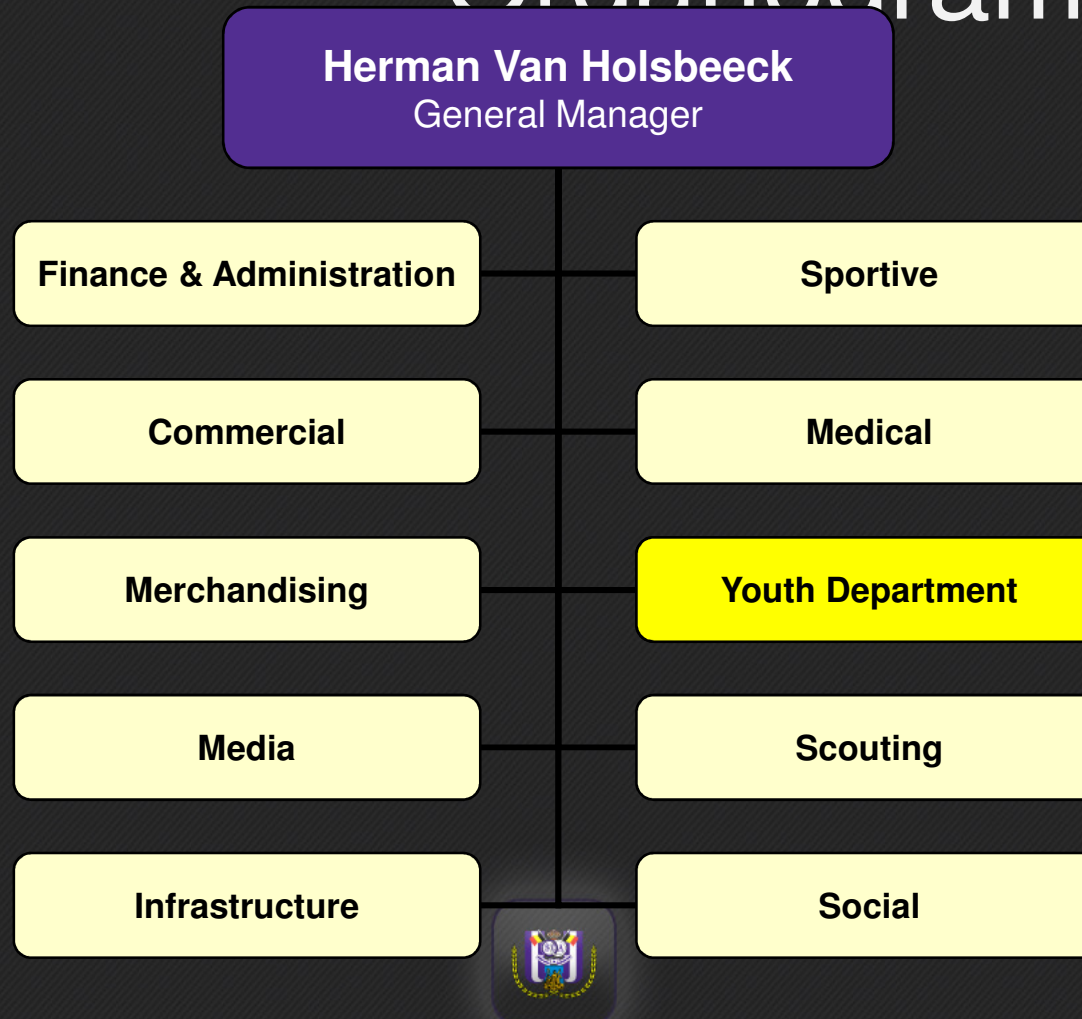 Herman Van Holsbeeck
General Manager
Finance & Administration
Sportive
Commercial
Medical
Merchandising
Youth Department
Media
Scouting
Infrastructure
Social